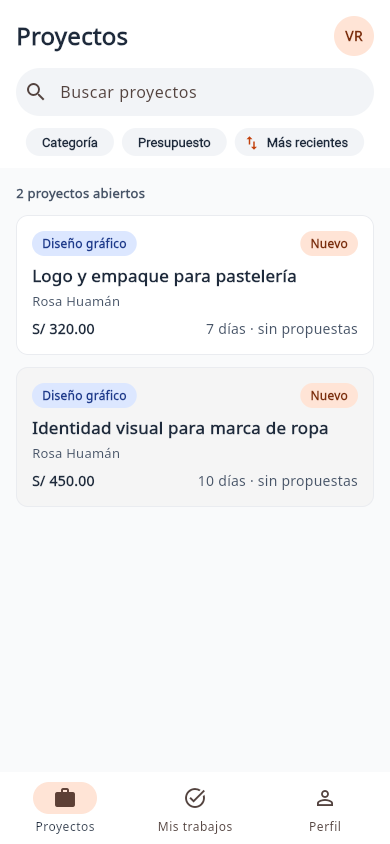 Proyectos
VR
Buscar proyectos
Categoría
Presupuesto
Más recientes
2 proyectos abiertos
Diseño gráfico
Nuevo
Logo y empaque para pastelería
Rosa Huamán
S/ 320.00
7 días · sin propuestas
Diseño gráfico
Nuevo
Identidad visual para marca de ropa
Rosa Huamán
S/ 450.00
10 días · sin propuestas
Proyectos
Mis trabajos
Perfil